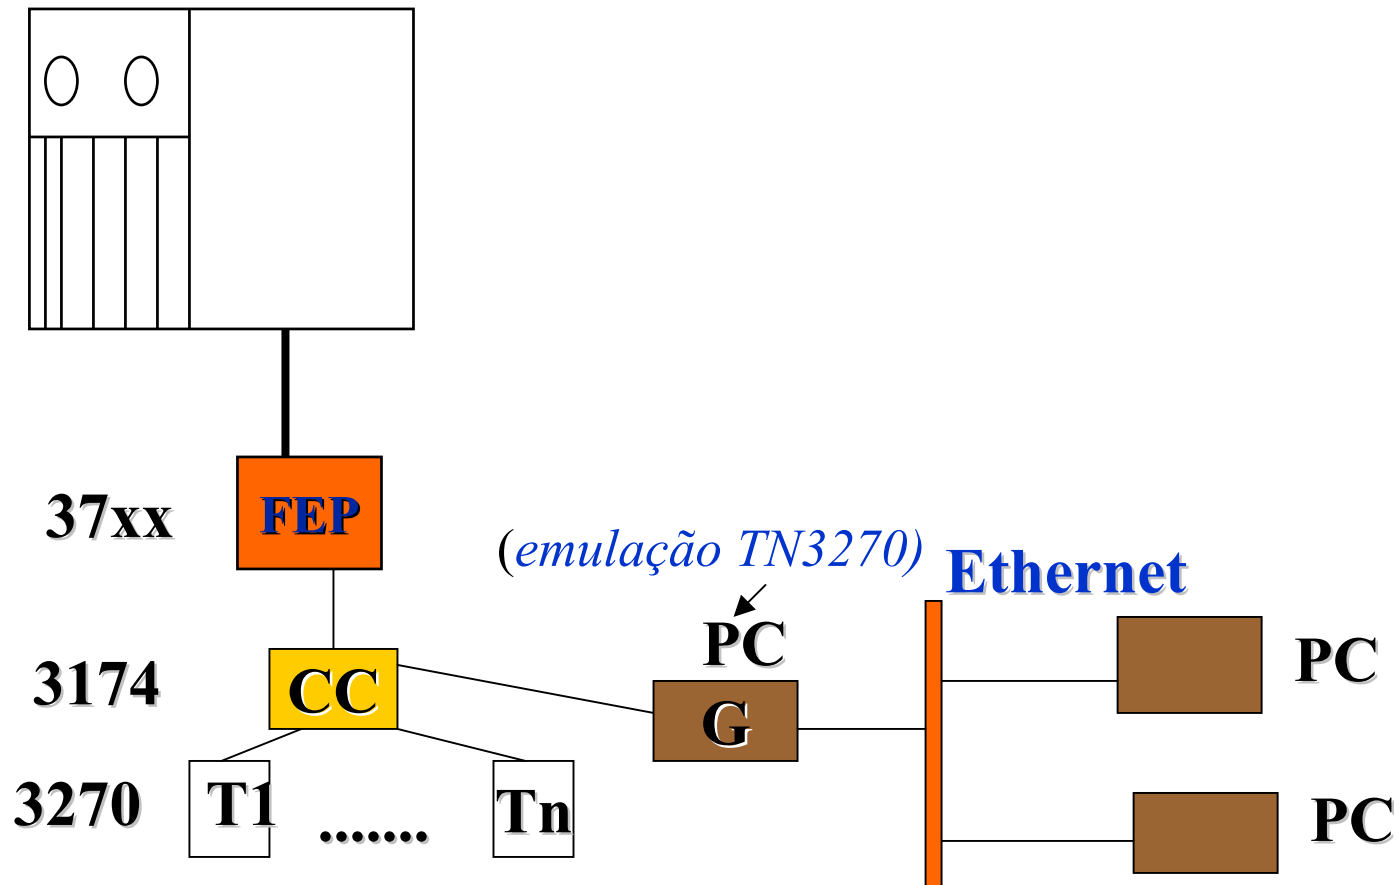 37xx
FEP
(emulação TN3270)
Ethernet
PC
PC
3174
CC
G
3270
T1
.......
Tn
PC